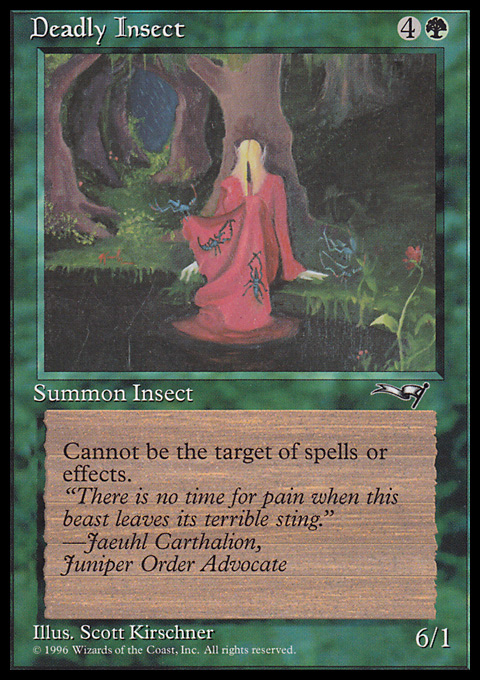 Deadly Insect 4
Summon Insect
Cannot be the target of spells or
effects.
“There is no time for pain when this
beast leaves its terrible sting.”
—Jaeuhl Carthalion,
Juniper Order Advocate
Illus. Scott Kirschner
6/1
© 1996 Wizards of the Coast, Inc. All rights reserved.